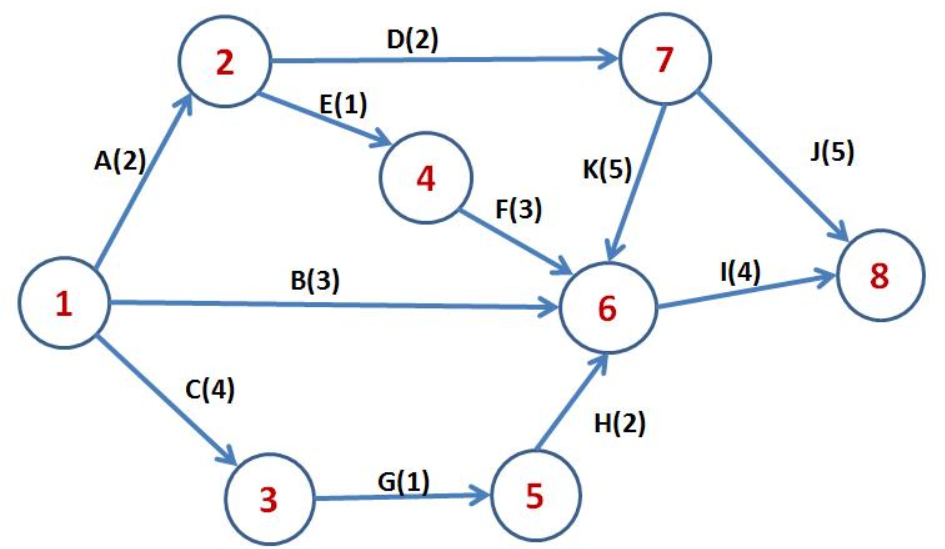 D(2)
2
7
E(1)
A(2)
J(5)
K(5)
4
F(3)
B(3)
I(4)
8
1
6
C(4)
H(2)
G(1)
3
5